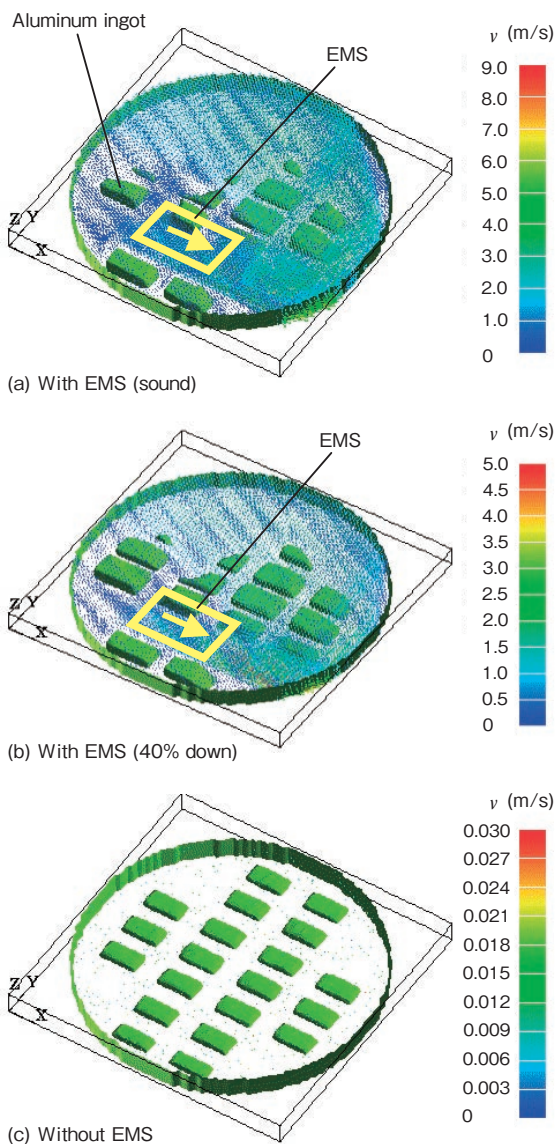 Aluminum ingot
EMS
v (m/s)
9.0
8.0
7.0
6.0
5.0
4.0
3.0
2.0
1.0
0
Z Y
X
(a) With EMS (sound)
EMS
v (m/s)
5.0
4.5
4.0
3.5
3.0
2.5
2.0
1.5
1.0
0.5
0
Z Y
X
(b) With EMS (40% down)
v (m/s)
0.030
0.027
0.024
0.021
0.018
0.015
0.012
0.009
0.006
0.003
0
Z Y
X
(c) Without EMS